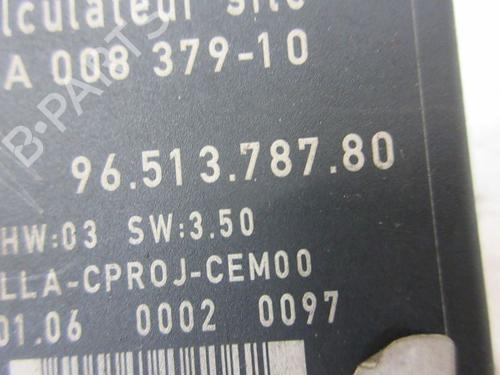 lculateur
A 008 379-10
96.513.787.80
HW:03 SW:3.50
LLA-CPROJ-CEM00
01.06 0002 0097
B-PARTS